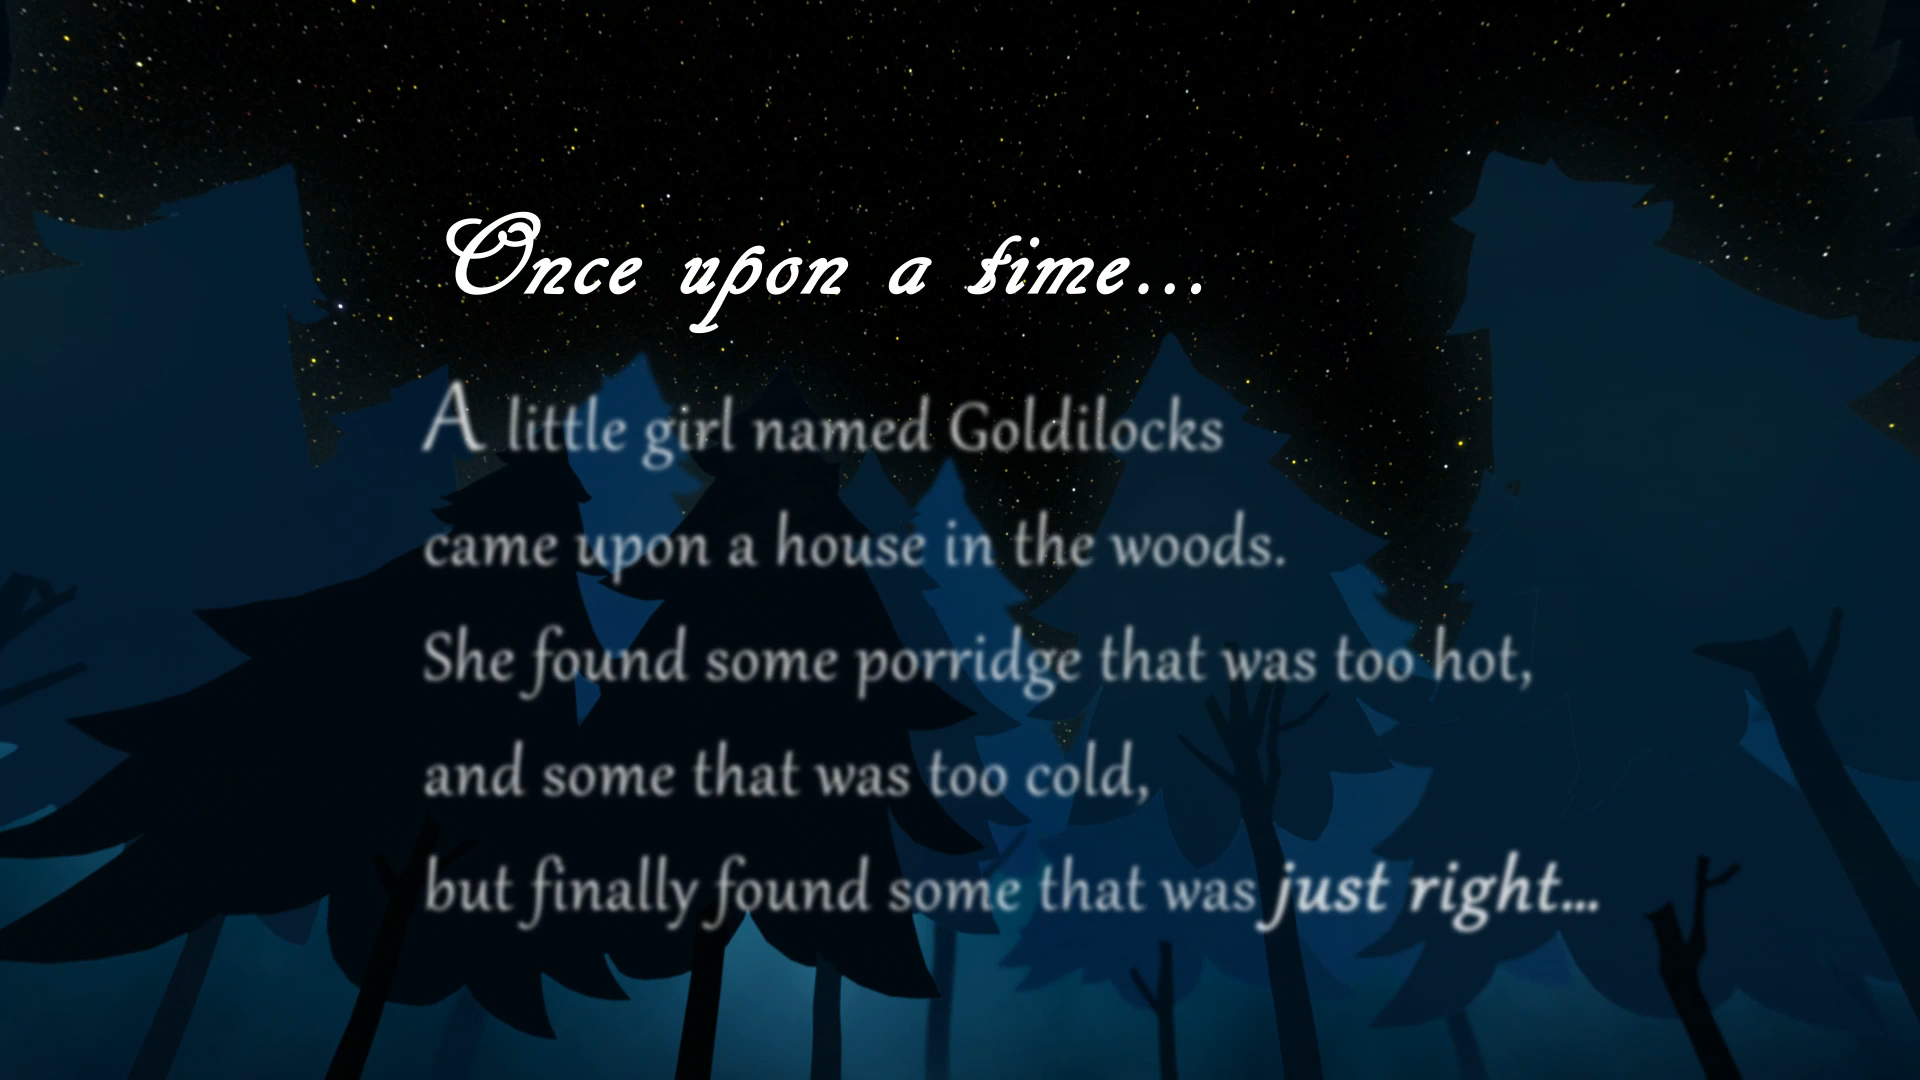 Once upon a time...
A little girl named Goldilocks
came upon a house in the woods.
She found some porridge that was too hot,
and some that was too cold,
but finally found some that was just right...